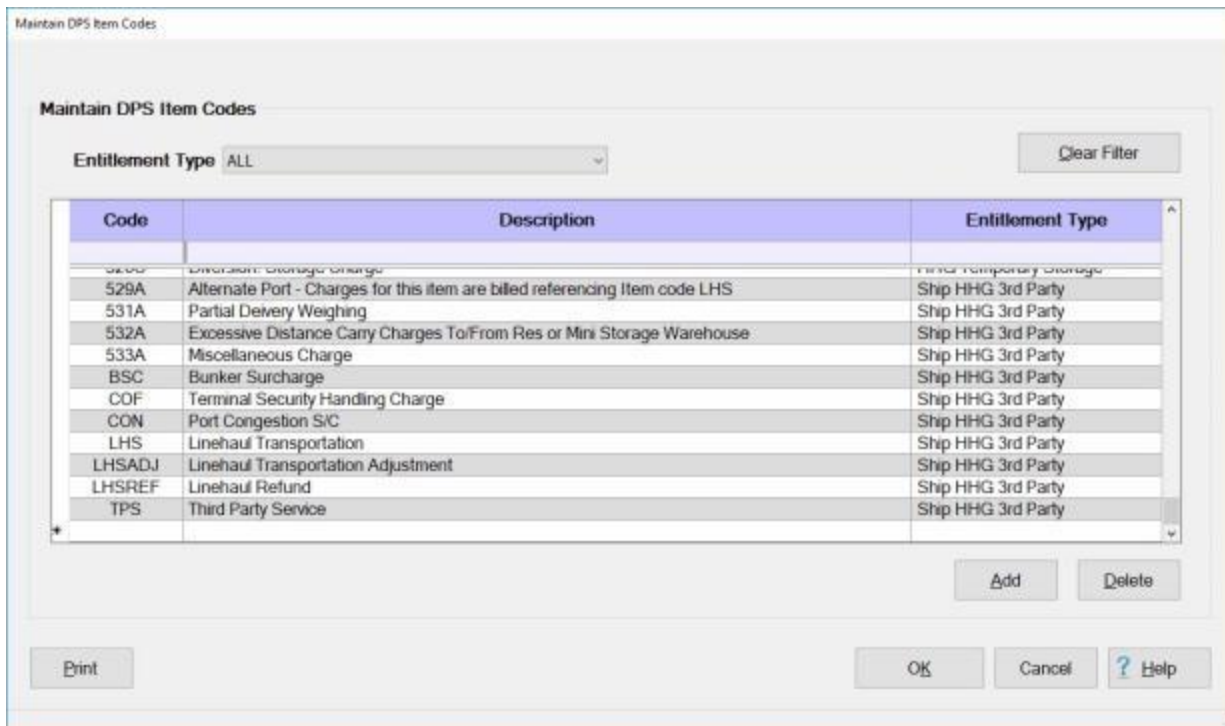 Maintain DPS Item Codes
Maintain DPS Item Codes
Entitlement Type ALL
Clear Filter
Code Description Entitlement Type
Diversion: Storage Charge HHG Temporary Storage
529A Alternate Port - Charges for this item are billed referencing Item code LHS Ship HHG 3rd Party
531A Partial Deivery Weighing Ship HHG 3rd Party
532A Excessive Distance Carry Charges To/From Res or Mini Storage Warehouse Ship HHG 3rd Party
533A Miscellaneous Charge Ship HHG 3rd Party
BSC Bunker Surcharge Ship HHG 3rd Party
COF Terminal Security Handling Charge Ship HHG 3rd Party
CON Port Congestion S/C Ship HHG 3rd Party
LHS Linehaul Transportation Ship HHG 3rd Party
LHSADJ Linehaul Transportation Adjustment Ship HHG 3rd Party
LHSREF Linehaul Refund Ship HHG 3rd Party
TPS Third Party Service Ship HHG 3rd Party
Add Delete
Print OK Cancel ? Help